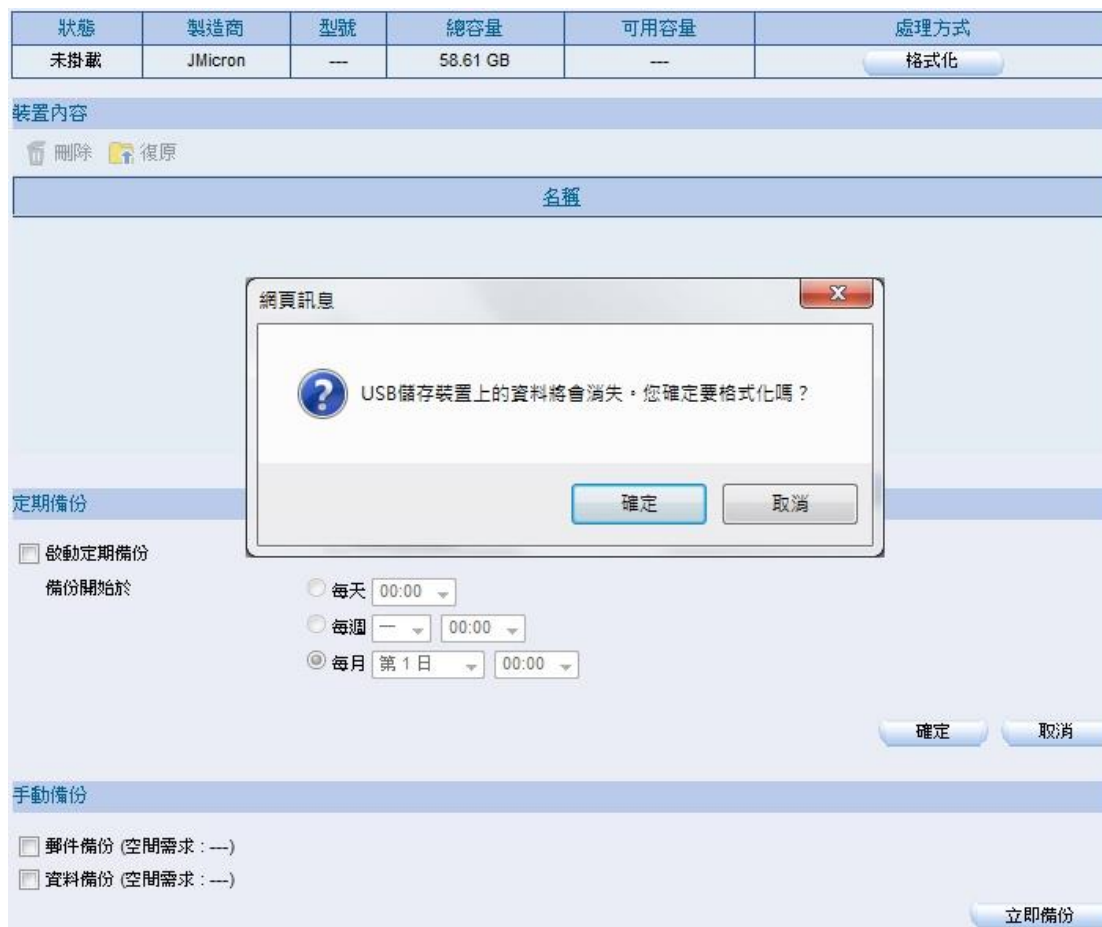 狀態 製造商 型號 總容量 可用容量 處理方式
未掛載 JMicron --- 58.61 GB --- 格式化
裝置內容
刪除 復原
名稱
網頁訊息
USB儲存裝置上的資料將會消失。您確定要格式化嗎？
確定 取消
定期備份
啟動定期備份
備份開始於 每天 00:00
每週 一 00:00
每月 第 1 日 00:00
確定 取消
手動備份
郵件備份 (空間需求 : ---)
資料備份 (空間需求 : ---)
立即備份